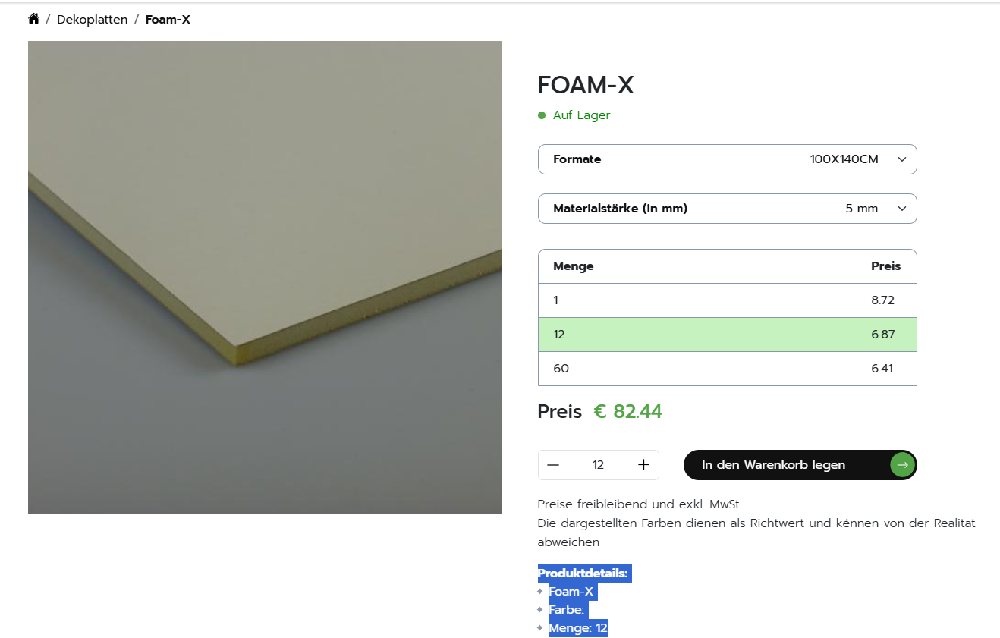 / Dekoplatten / Foam-X
FOAM-X
Auf Lager
Formate 100X140CM
Materialstärke (in mm) 5 mm
Menge Preis
1 8.72
12 6.87
60 6.41
Preis € 82.44
— 12 + In den Warenkorb legen →
Preise freibleibend und exkl. MwSt
Die dargestellten Farben dienen als Richtwert und kénnen von der Realitat
abweichen
Produktdetails:
Foam-X
Farbe:
Menge: 12